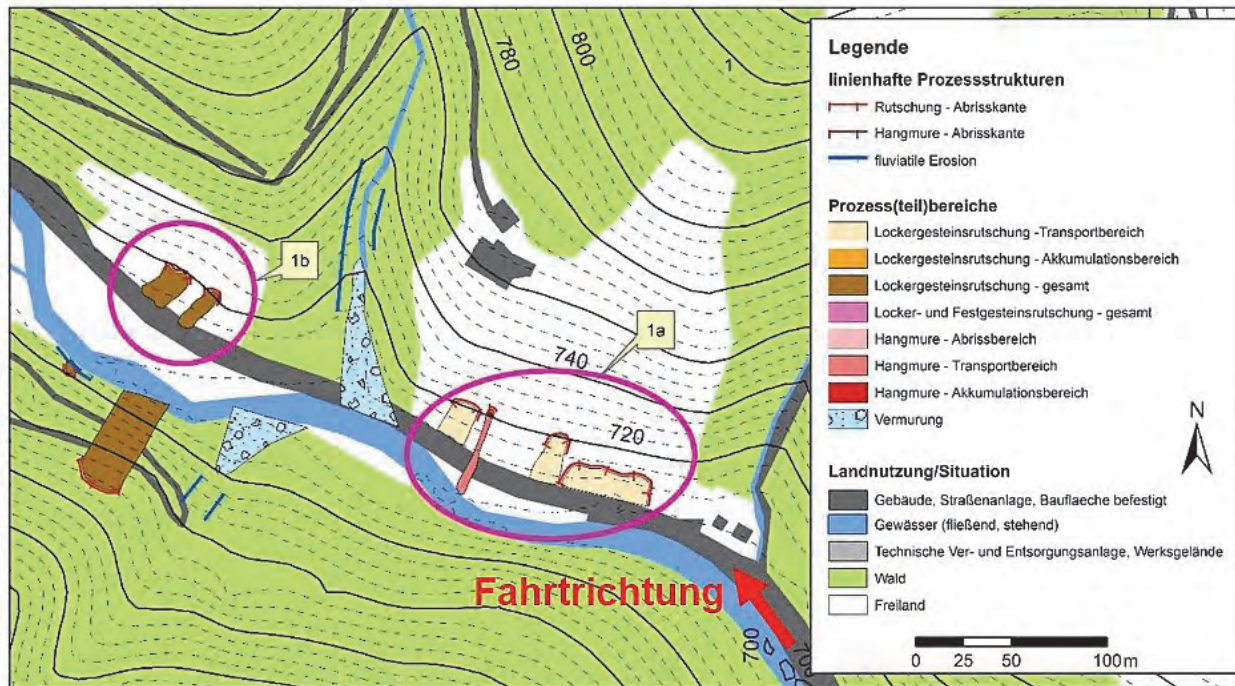 780
800
1
1b
1a
740
720
Fahrtrichtung
700
Legende
linienhafte Prozessstrukturen
Rutschung - Abrisskante
Hangmure - Abrisskante
fluviatile Erosion
Prozess(teil)bereiche
Lockergesteinsrutschung -Transportbereich
Lockergesteinsrutschung - Akkumulationsbereich
Lockergesteinsrutschung - gesamt
Locker- und Festgesteinsrutschung - gesamt
Hangmure - Abrissbereich
Hangmure - Transportbereich
Hangmure - Akkumulationsbereich
Vermurung
N
Landnutzung/Situation
Gebäude, Straßenanlage, Bauflaeche befestigt
Gewässer (fließend, stehend)
Technische Ver- und Entsorgungsanlage, Werksgelände
Wald
Freiland
0 25 50 100m